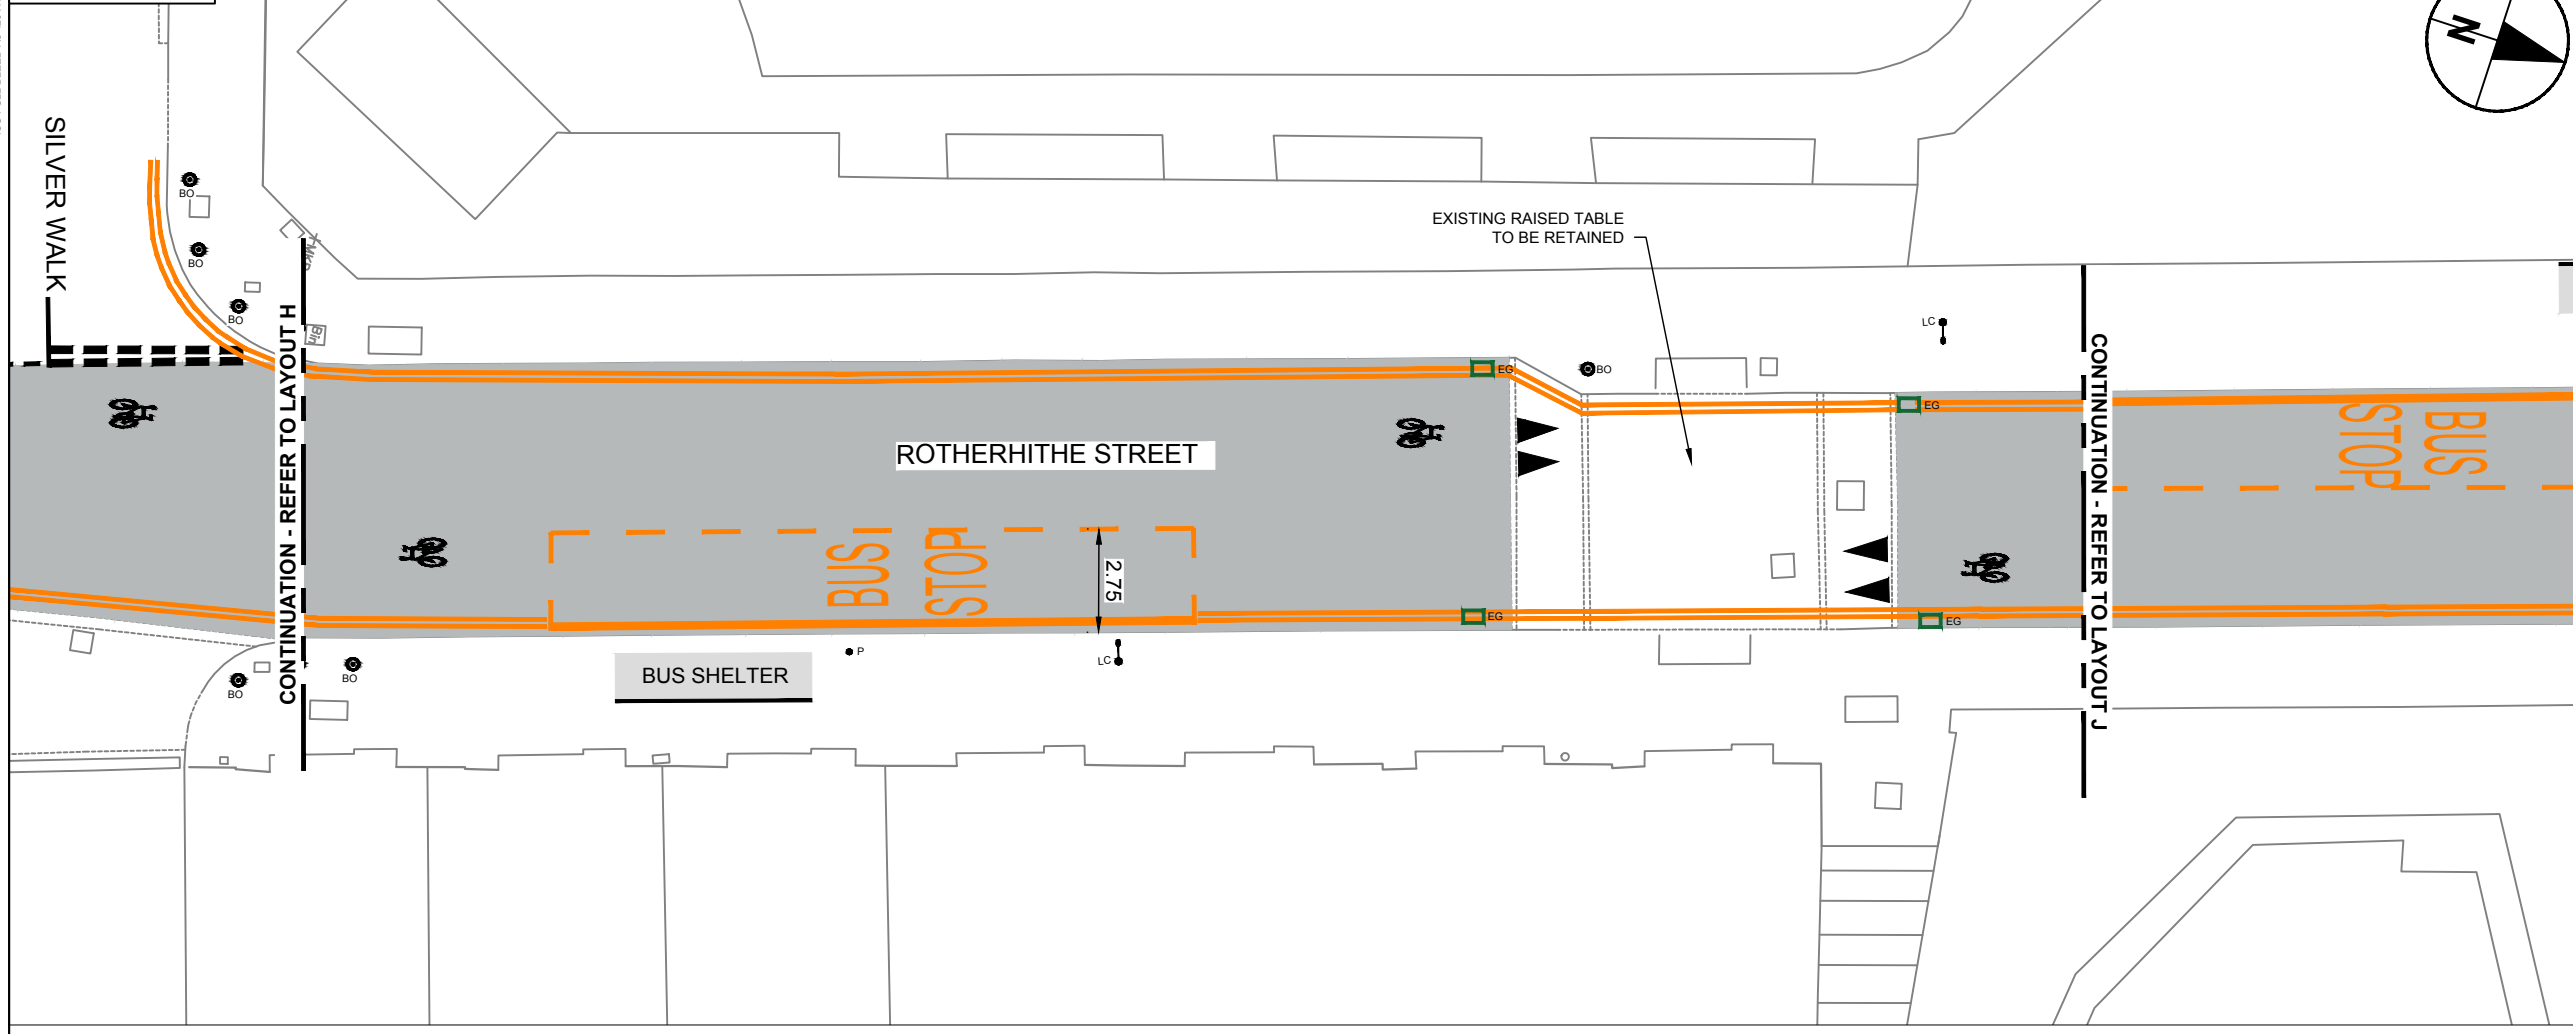 N
SILVER WALK
BO
BO
BO
MKR
Bin
CONTINUATION - REFER TO LAYOUT H
EXISTING RAISED TABLE
TO BE RETAINED
LC
EG
BO
EG
CONTINUATION - REFER TO LAYOUT J
BUS
STOP
ROTHERHITHE STREET
BUS
STOP
2.75
EG
EG
P
LC
BUS SHELTER
BO
BO